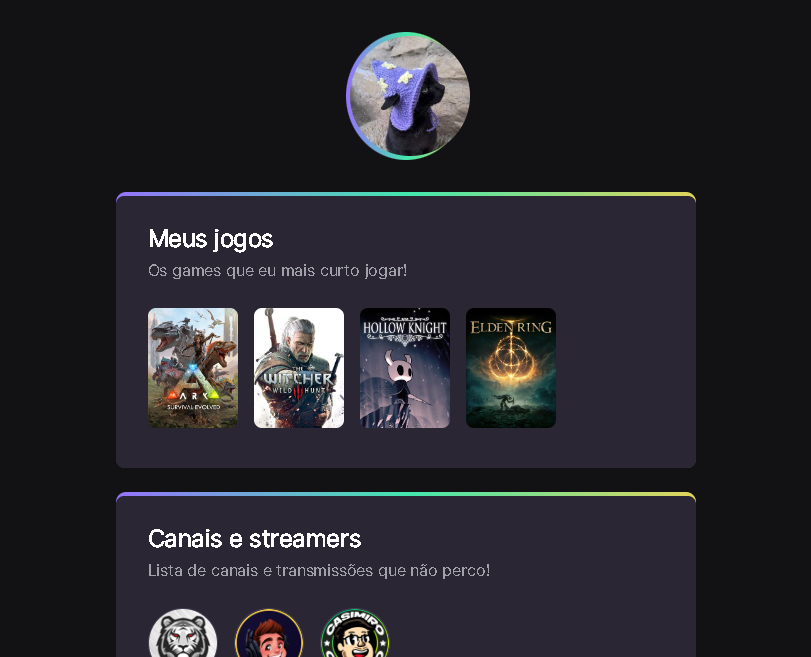 Meus jogos
Os games que eu mais curto jogar!
ARK
SURVIVAL EVOLVED
THE
WITCHER
WILD HUNT
HOLLOW KNIGHT
ELDEN RING
Canais e streamers
Lista de canais e transmissões que não perco!
CASIMIRO